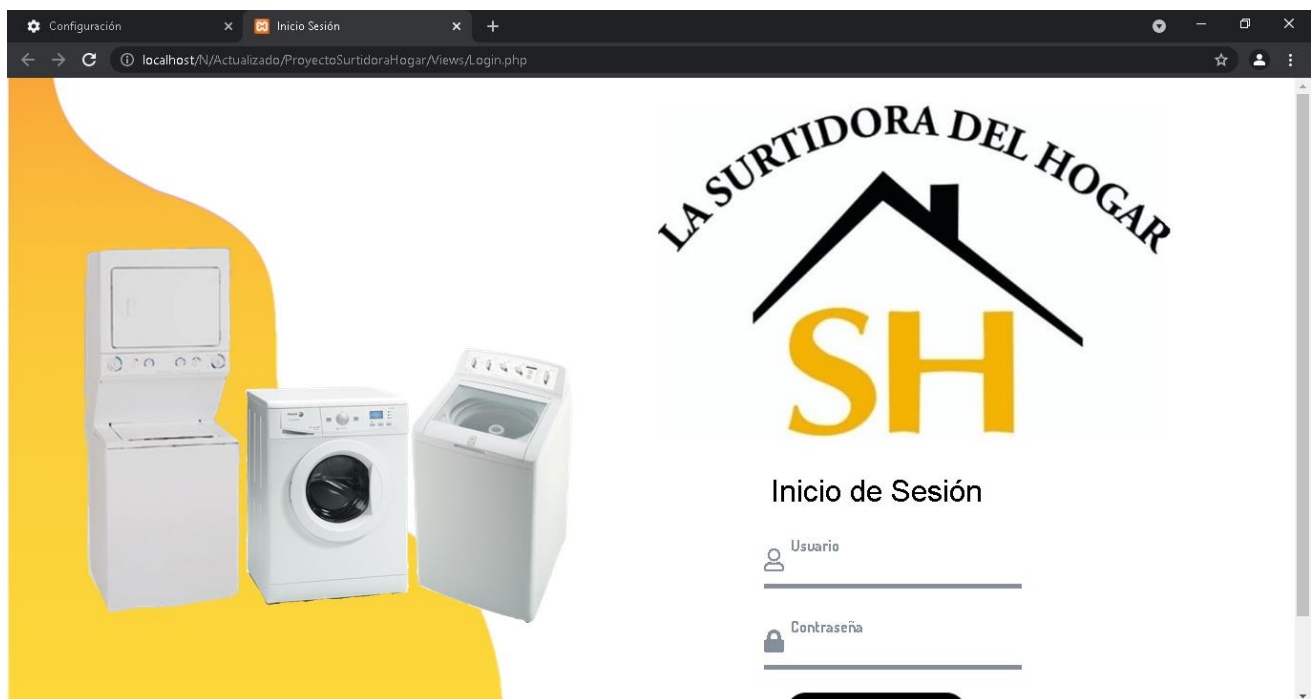 Configuración
Inicio Sesión
localhost/N/Actualizado/ProyectoSurtidoraHogar/Views/Login.php
LA SURTIDORA DEL HOGAR
SH
Inicio de Sesión
Usuario
Contraseña